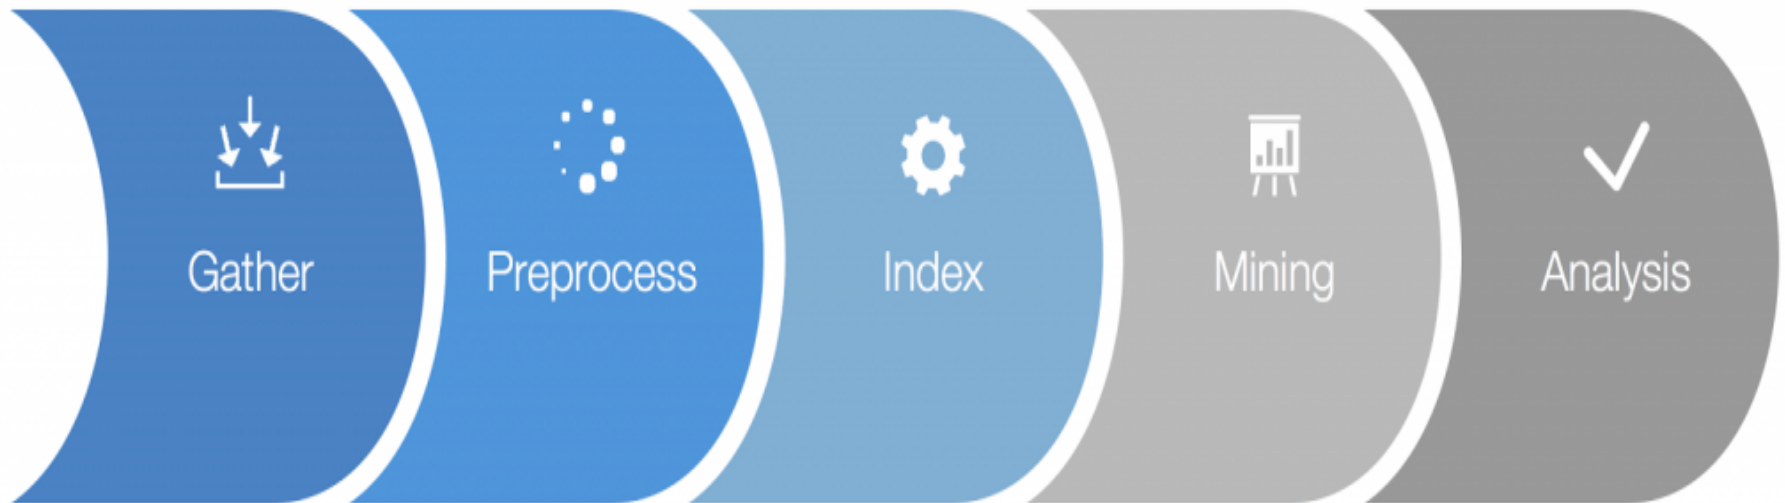 Gather
Preprocess
Index
Mining
Analysis